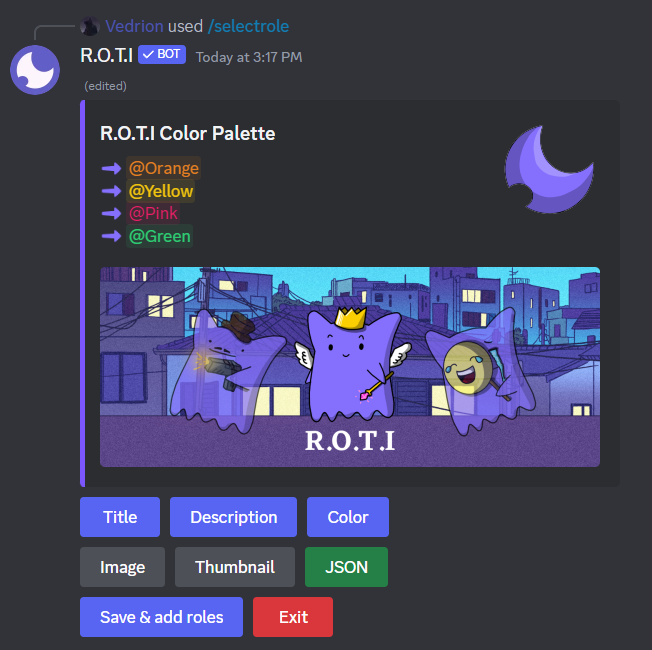 Vedrion used /selectrole
R.O.T.I BOT Today at 3:17 PM
(edited)
R.O.T.I Color Palette
@Orange
@Yellow
@Pink
@Green
R.O.T.I
Title Description Color
Image Thumbnail JSON
Save & add roles Exit